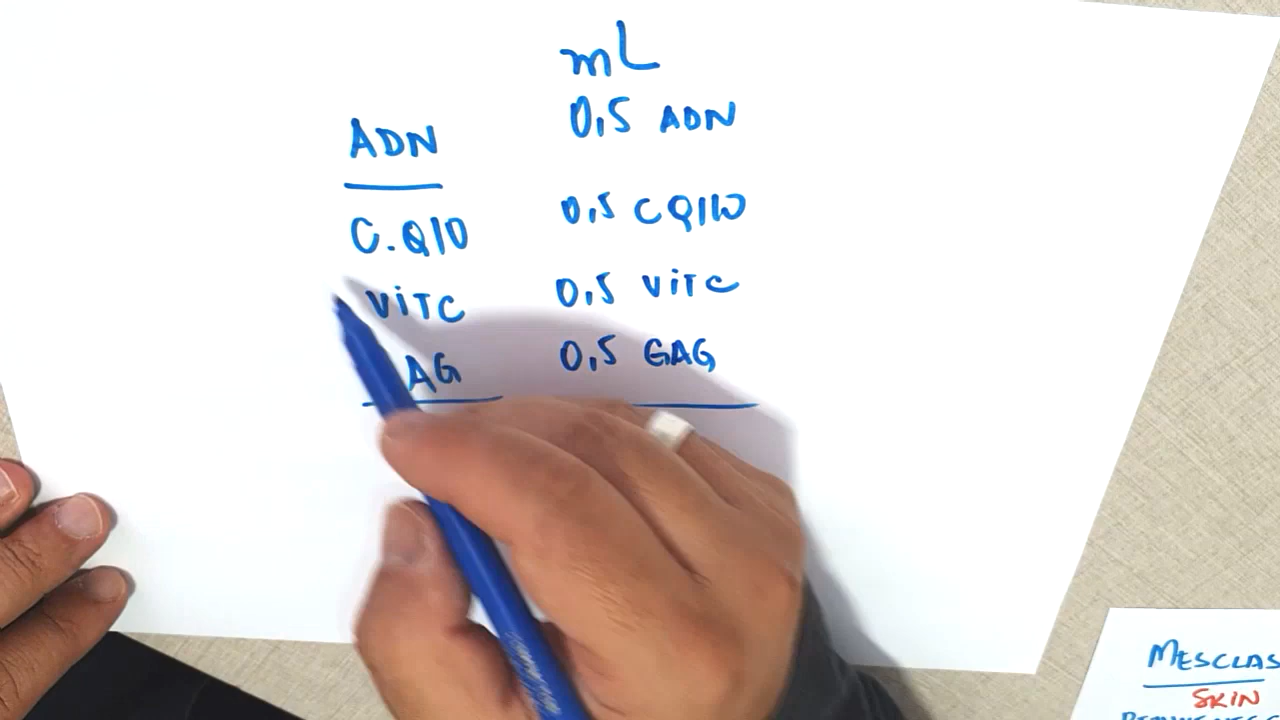 mL
ADN 0,5 ADN
C.Q10 0,5 CQ10
VITC 0,5 VITC
AG 0,5 GAG
MESCLAS
SKIN